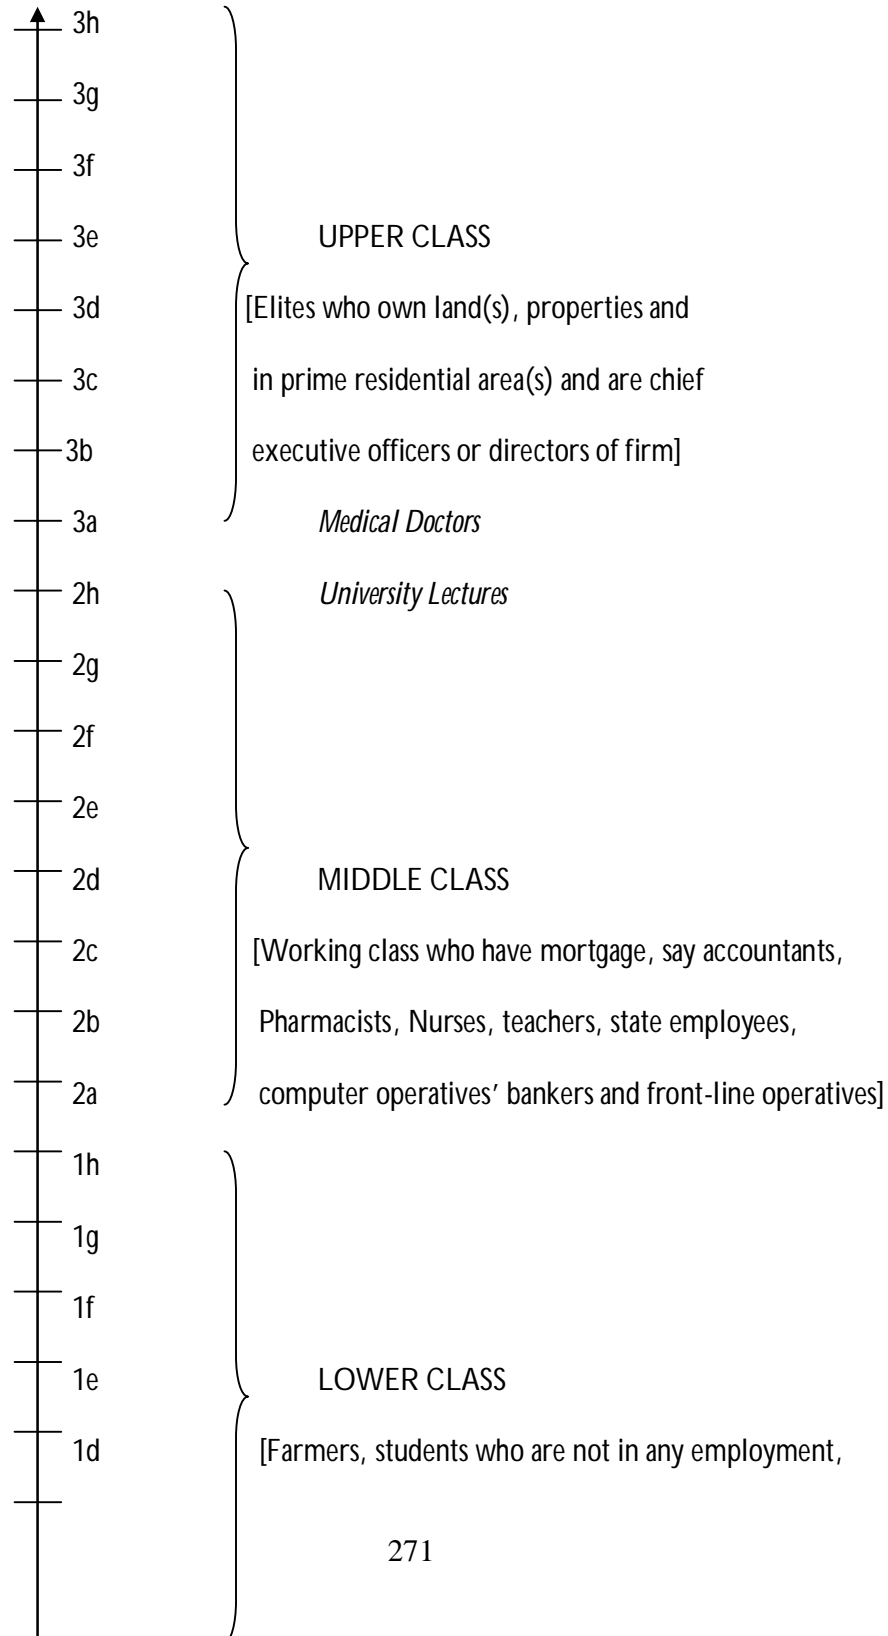 3h
3g
3f
3e UPPER CLASS
3d [Elites who own land(s), properties and
3c in prime residential area(s) and are chief
3b executive officers or directors of firm]
3a Medical Doctors
2h University Lectures
2g
2f
2e
2d MIDDLE CLASS
2c [Working class who have mortgage, say accountants,
2b Pharmacists, Nurses, teachers, state employees,
2a computer operatives’ bankers and front-line operatives]
1h
1g
1f
1e LOWER CLASS
1d [Farmers, students who are not in any employment,
271